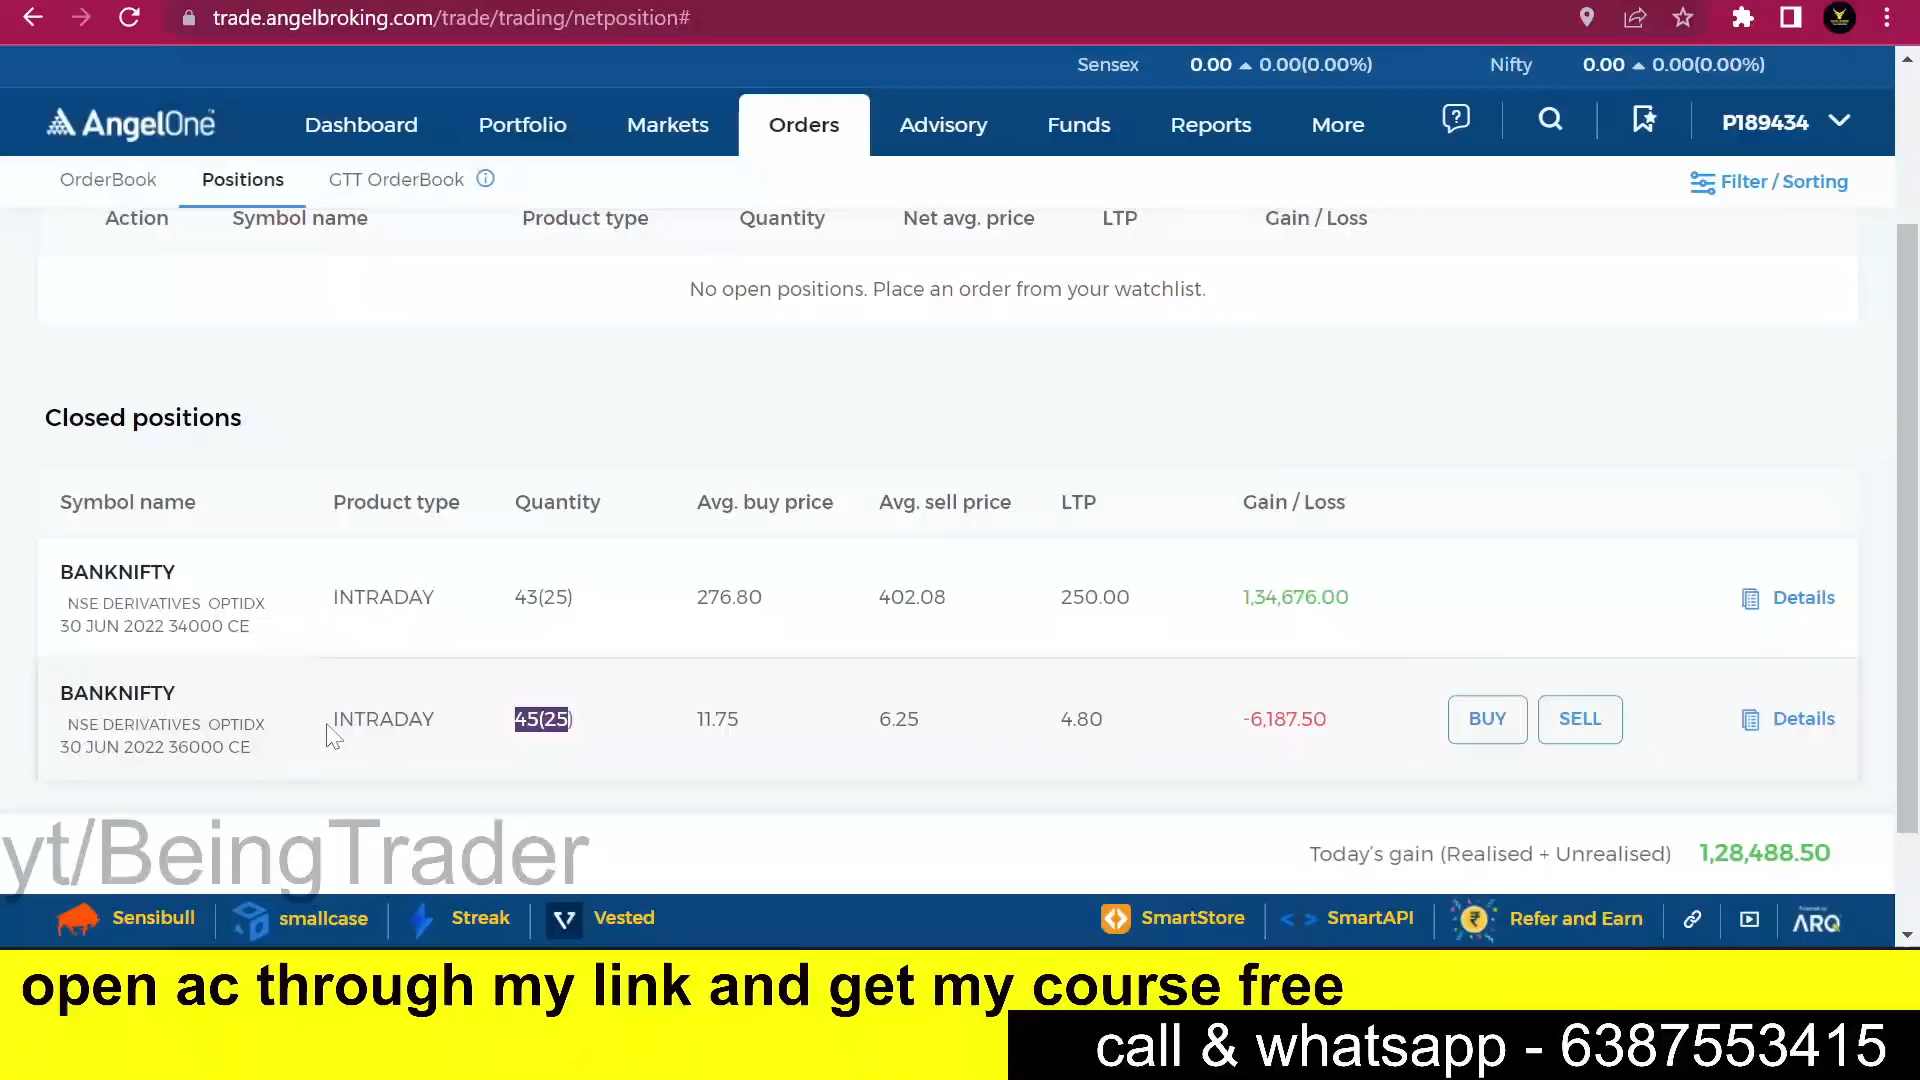 trade.angelbroking.com/trade/trading/netposition#
Sensex 0.00 0.00(0.00%) Nifty 0.00 0.00(0.00%)
AngelOne Dashboard Portfolio Markets Orders Advisory Funds Reports More P189434
OrderBook Positions GTT OrderBook Filter / Sorting
Action Symbol name Product type Quantity Net avg. price LTP Gain / Loss
No open positions. Place an order from your watchlist.
Closed positions
Symbol name Product type Quantity Avg. buy price Avg. sell price LTP Gain / Loss
BANKNIFTY
NSE DERIVATIVES OPTIDX
30 JUN 2022 34000 CE
INTRADAY 43(25) 276.80 402.08 250.00 1,34,676.00 Details
BANKNIFTY
NSE DERIVATIVES OPTIDX
30 JUN 2022 36000 CE
INTRADAY 45(25) 11.75 6.25 4.80 -6,187.50 BUY SELL Details
yt/BeingTrader
Today's gain (Realised + Unrealised) 1,28,488.50
Sensibull smallcase Streak Vested SmartStore SmartAPI Refer and Earn ARQ
open ac through my link and get my course free
call & whatsapp - 6387553415